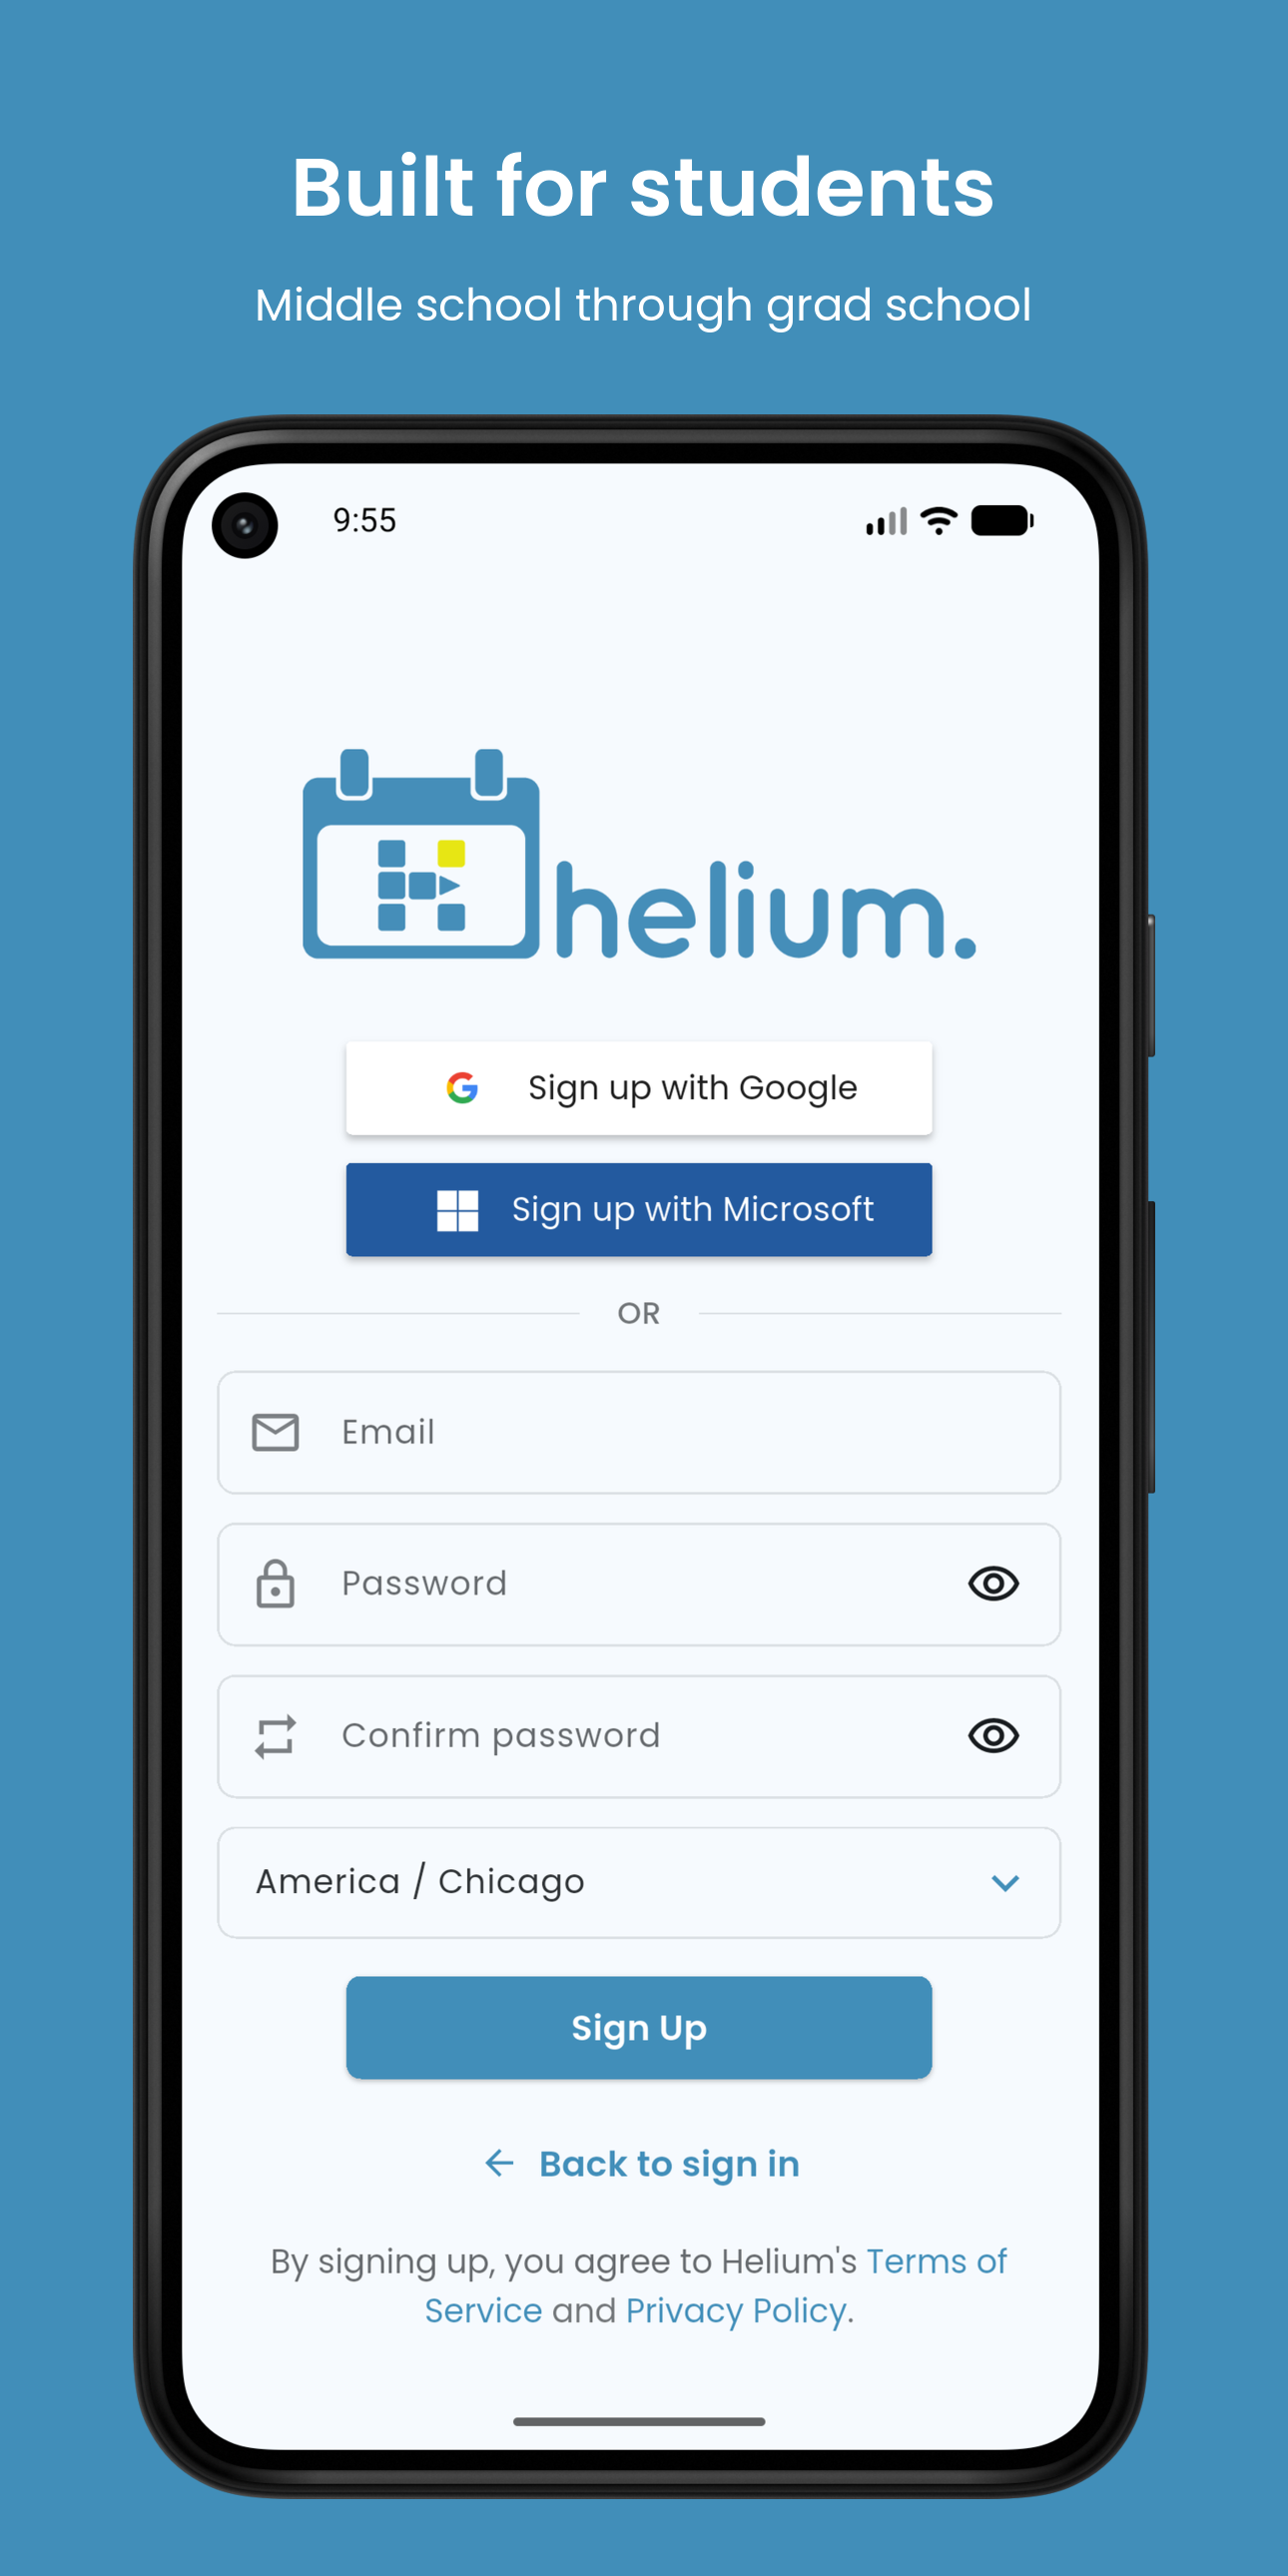 Built for students
Middle school through grad school
9:55
helium.
Sign up with Google
Sign up with Microsoft
OR
Email
Password
Confirm password
America / Chicago
Sign Up
Back to sign in
By signing up, you agree to Helium's Terms of
Service and Privacy Policy.